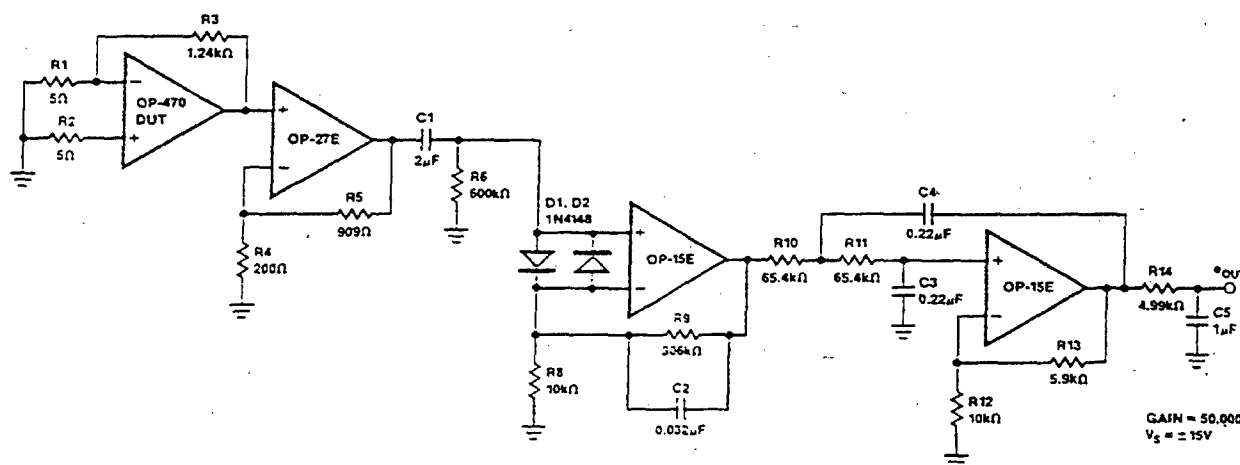 R3
1.24kΩ
R1
5Ω
R2
5Ω
−
+
OP-470
DUT
+
−
OP-27E
R5
909Ω
R4
200Ω
C1
2µF
R6
D1, D2
1N4148
+
−
OP-15E
R9
R8
10kΩ
C2
0.032µF
R10
65.4kΩ
R11
65.4kΩ
C4
0.22µF
C3
0.22µF
+
−
OP-15E
R13
5.9kΩ
R12
10kΩ
R14
4.99kΩ
eOUT
C5
1µF
GAIN = 50,000
VS = ±15V